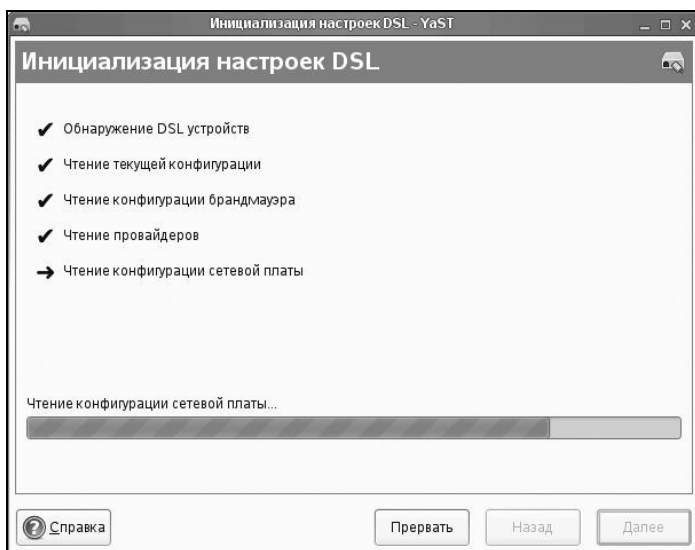 Инициализация настроек DSL - YaST
Инициализация настроек DSL
Обнаружение DSL устройств
Чтение текущей конфигурации
Чтение конфигурации брандмауэра
Чтение провайдеров
Чтение конфигурации сетевой платы
Чтение конфигурации сетевой платы...
Справка
Прервать
Назад
Далее